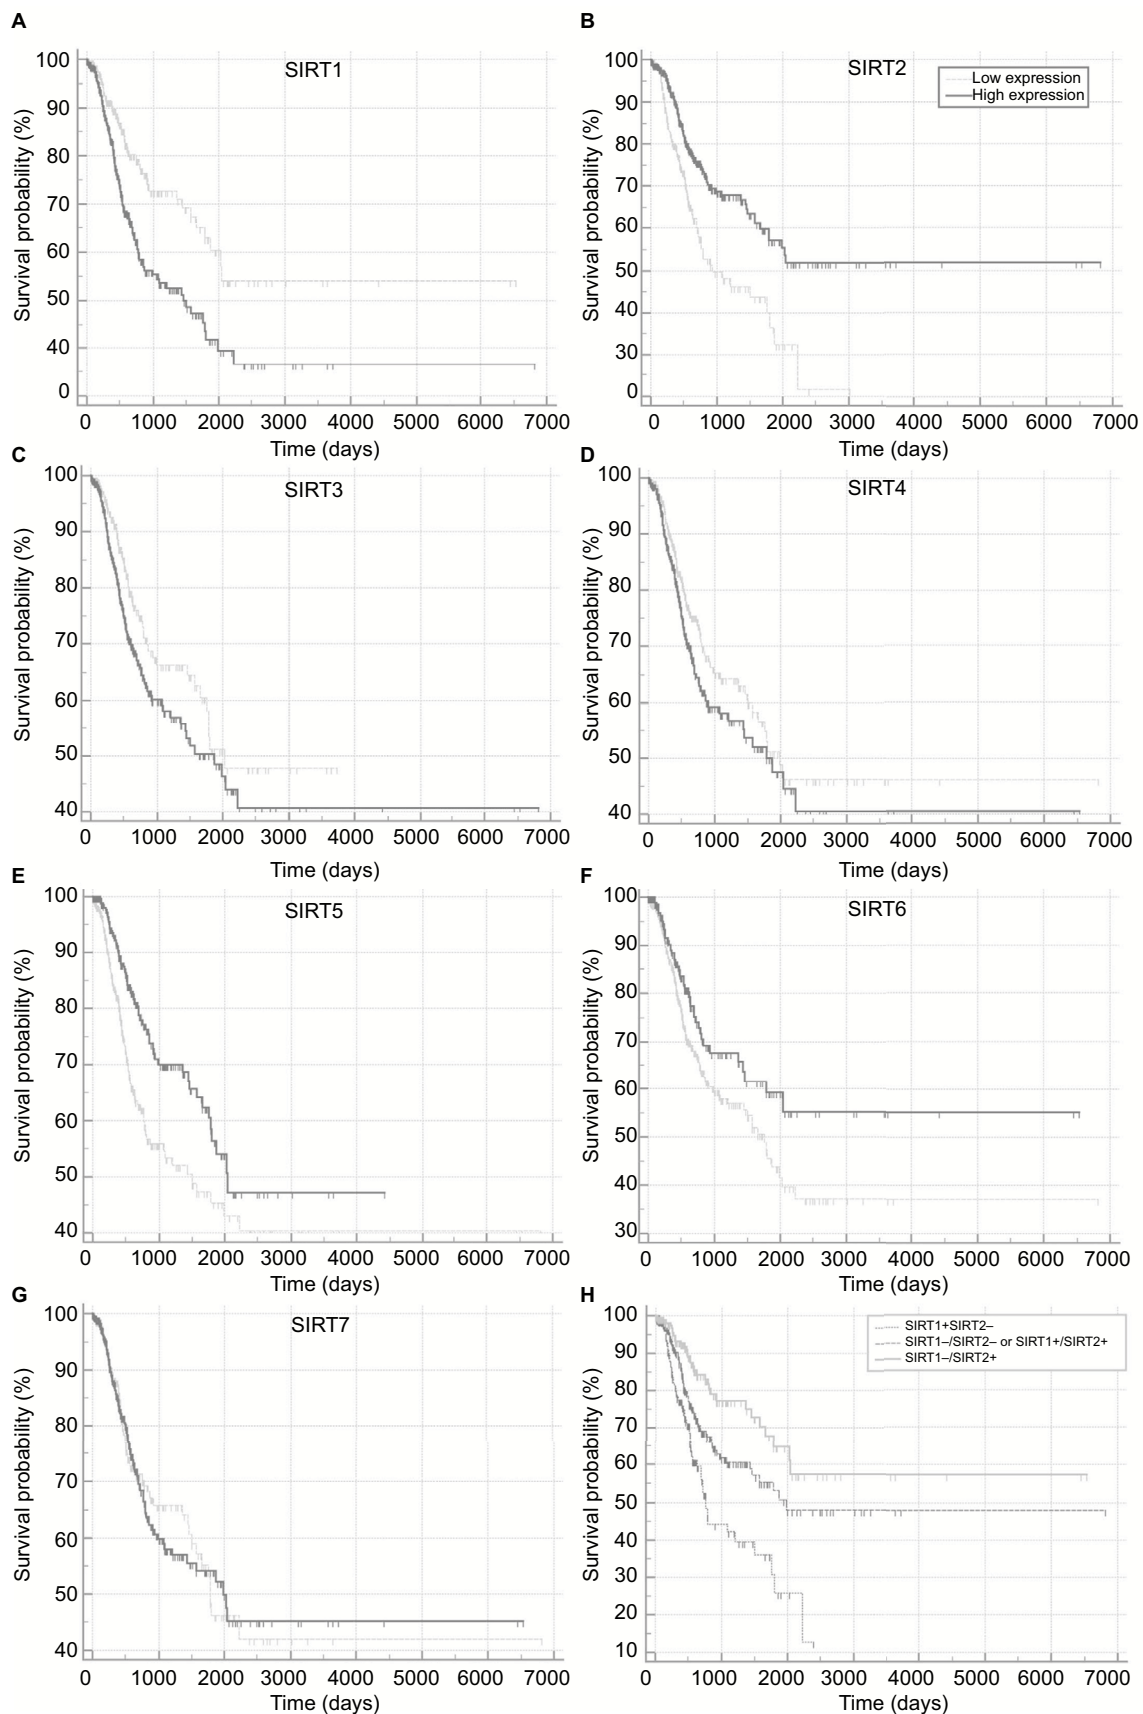 A
SIRT1
Survival probability (%)
100
90
80
70
60
50
40
0
0 1000 2000 3000 4000 5000 6000 7000
Time (days)
B
SIRT2
Low expression
High expression
Survival probability (%)
100
90
80
70
60
50
40
30
0
0 1000 2000 3000 4000 5000 6000 7000
Time (days)
C
SIRT3
Survival probability (%)
100
90
80
70
60
50
40
0 1000 2000 3000 4000 5000 6000 7000
Time (days)
D
SIRT4
Survival probability (%)
100
90
80
70
60
50
40
0 1000 2000 3000 4000 5000 6000 7000
Time (days)
E
SIRT5
Survival probability (%)
100
90
80
70
60
50
40
0 1000 2000 3000 4000 5000 6000 7000
Time (days)
F
SIRT6
Survival probability (%)
100
90
80
70
60
50
40
30
0 1000 2000 3000 4000 5000 6000 7000
Time (days)
G
SIRT7
Survival probability (%)
100
90
80
70
60
50
40
0 1000 2000 3000 4000 5000 6000 7000
Time (days)
H
SIRT1+SIRT2–
SIRT1–/SIRT2– or SIRT1+/SIRT2+
SIRT1–/SIRT2+
Survival probability (%)
100
90
80
70
60
50
40
30
20
10
0 1000 2000 3000 4000 5000 6000 7000
Time (days)